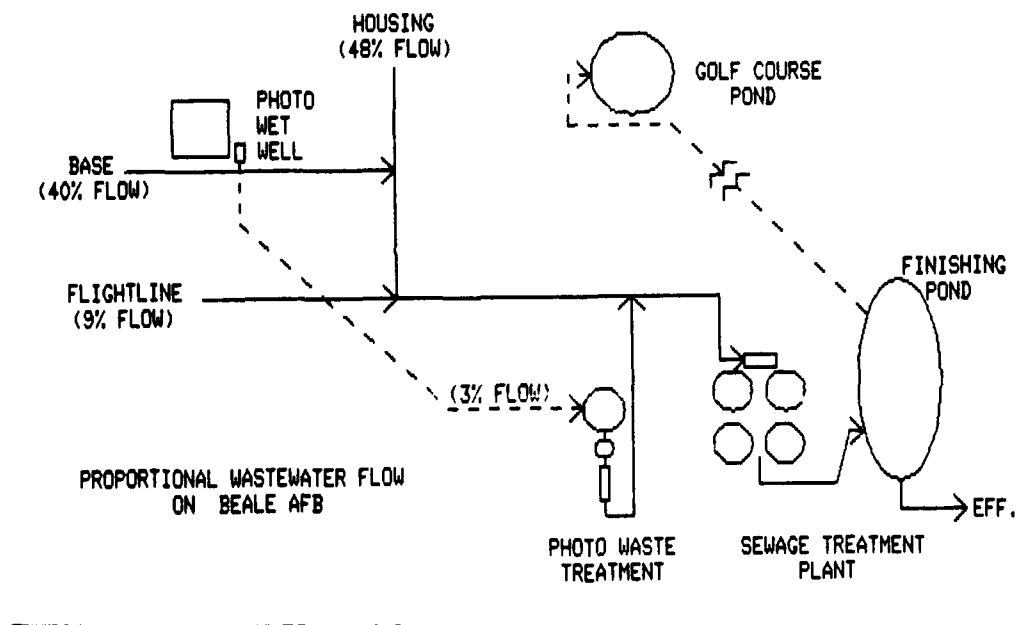 HOUSING
(48% FLOW)
GOLF COURSE
POND
PHOTO
WET
WELL
BASE
(40% FLOW)
FINISHING
POND
FLIGHTLINE
(9% FLOW)
(3% FLOW)
PROPORTIONAL WASTEWATER FLOW
ON BEALE AFB
EFF.
PHOTO WASTE
TREATMENT
SEWAGE TREATMENT
PLANT